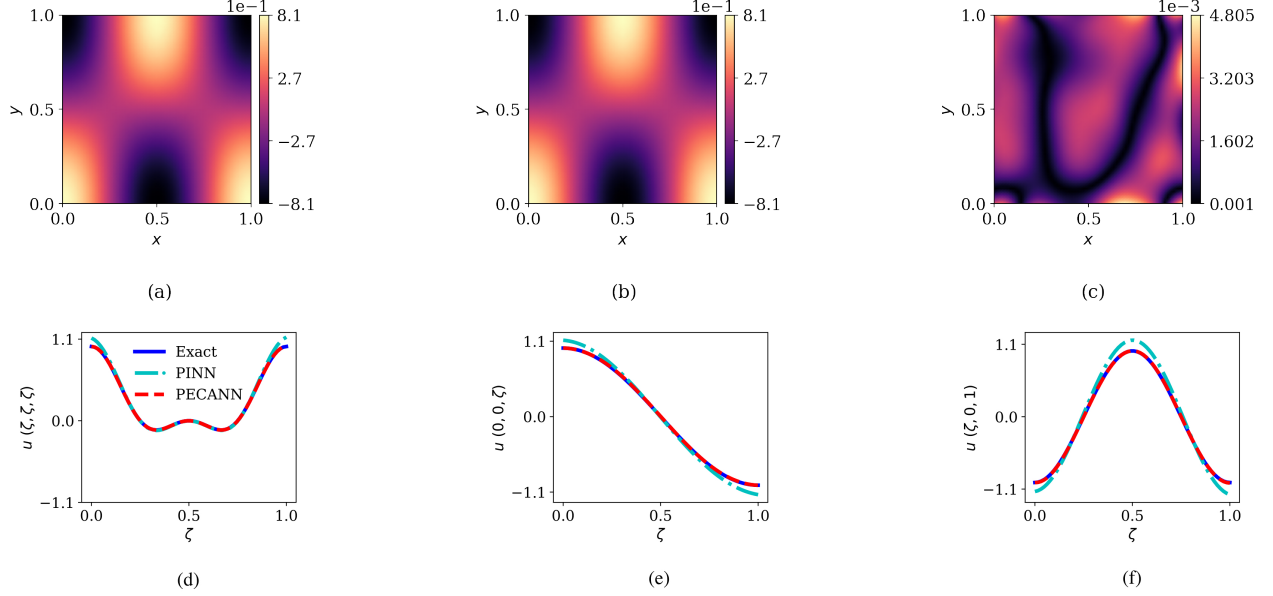 1e−1
1.0
0.5
0.0
y
0.0 0.5 1.0
x
8.1
2.7
−2.7
−8.1
(a)
1e−1
1.0
0.5
0.0
y
0.0 0.5 1.0
x
8.1
2.7
−2.7
−8.1
(b)
1e−3
1.0
0.5
0.0
y
0.0 0.5 1.0
x
4.805
3.203
1.602
0.001
(c)
1.1
0.0
−1.1
u (ζ, ζ, ζ)
Exact
PINN
PECANN
0.0 0.5 1.0
ζ
(d)
1.1
0.0
−1.1
u (0, 0, ζ)
0.0 0.5 1.0
ζ
(e)
1.1
0.0
−1.1
u (ζ, 0, 1)
0.0 0.5 1.0
ζ
(f)